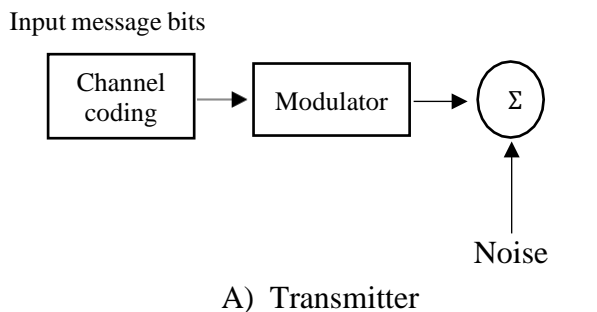 Input message bits
Channel
coding
Modulator
Σ
Noise
A) Transmitter